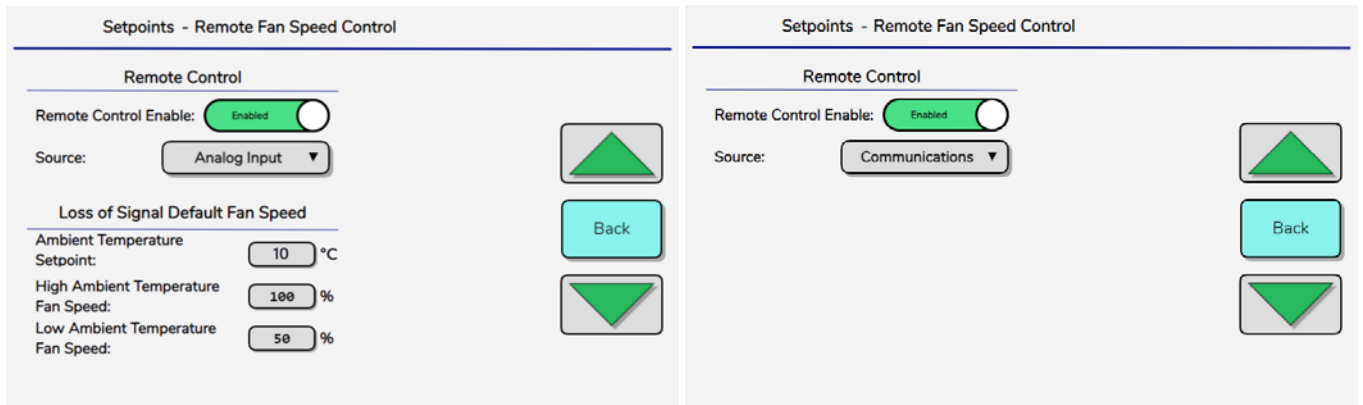 Setpoints - Remote Fan Speed Control
Remote Control
Remote Control Enable: Enabled
Source: Analog Input ▼
Loss of Signal Default Fan Speed
Ambient Temperature
Setpoint: 10 °C
High Ambient Temperature
Fan Speed: 100 %
Low Ambient Temperature
Fan Speed: 50 %
Back
Setpoints - Remote Fan Speed Control
Remote Control
Remote Control Enable: Enabled
Source: Communications ▼
Back